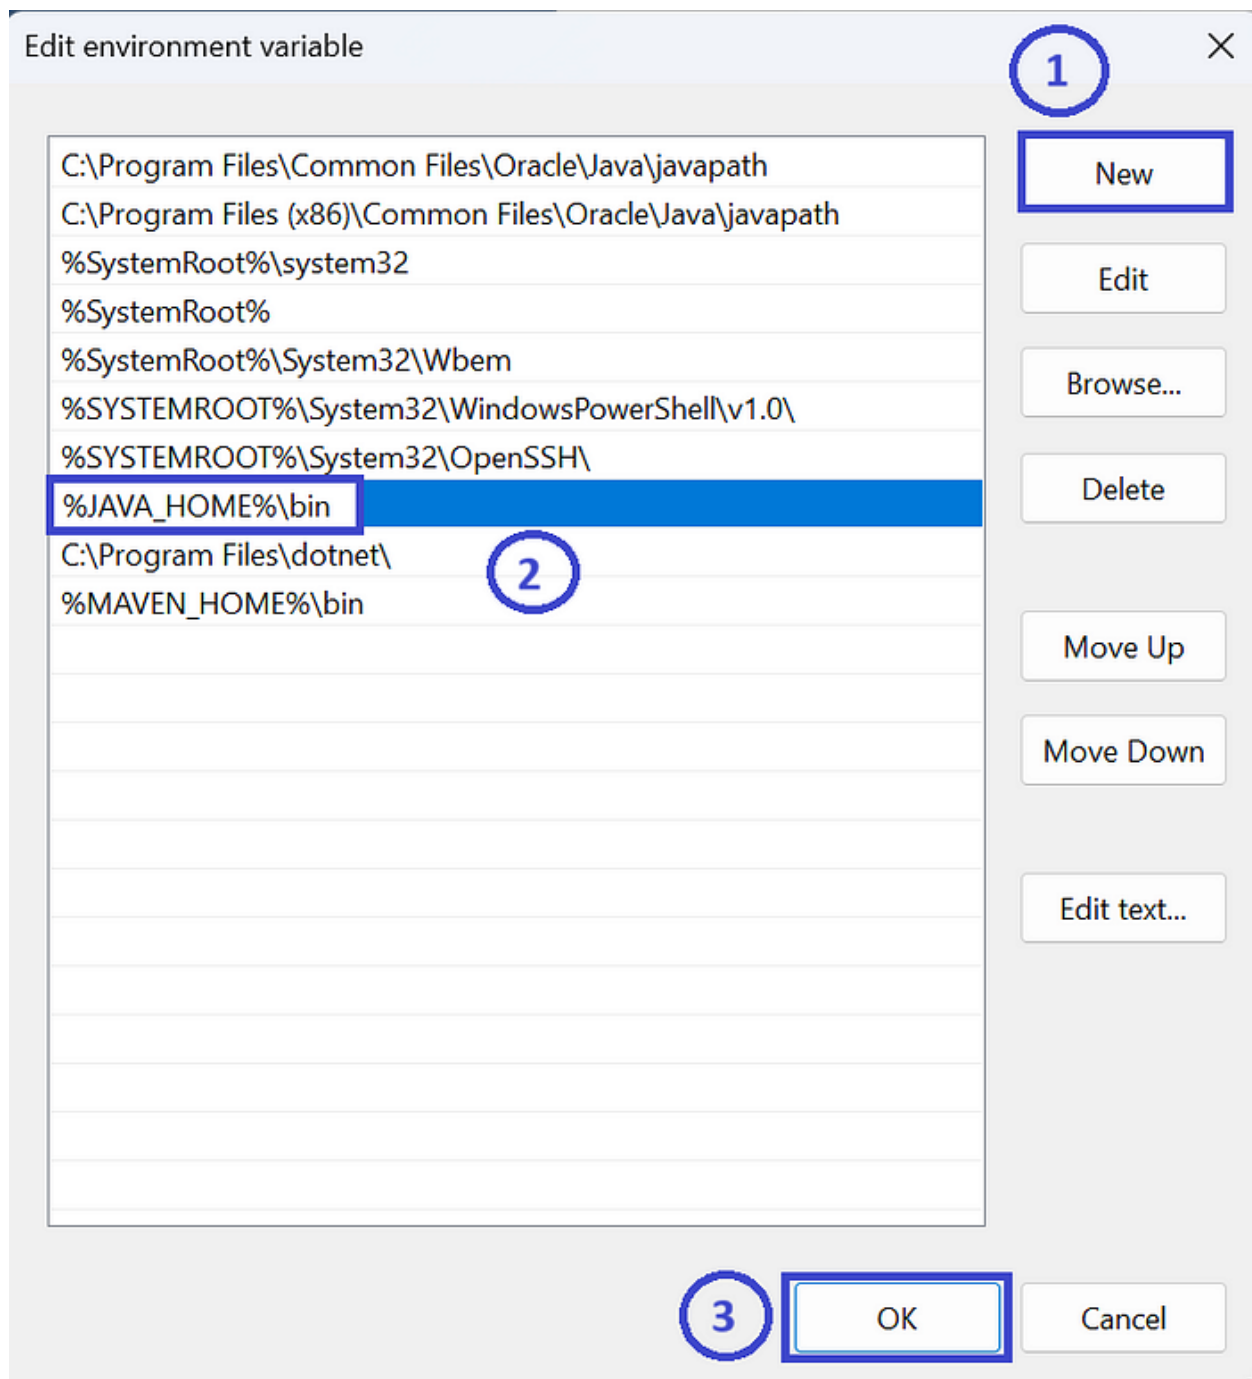 Edit environment variable
1
C:\Program Files\Common Files\Oracle\Java\javapath
New
C:\Program Files (x86)\Common Files\Oracle\Java\javapath
%SystemRoot%\system32
Edit
%SystemRoot%
%SystemRoot%\System32\Wbem
Browse...
%SYSTEMROOT%\System32\WindowsPowerShell\v1.0\
%SYSTEMROOT%\System32\OpenSSH\
Delete
%JAVA_HOME%\bin
C:\Program Files\dotnet\
2
%MAVEN_HOME%\bin
Move Up
Move Down
Edit text...
3
OK
Cancel